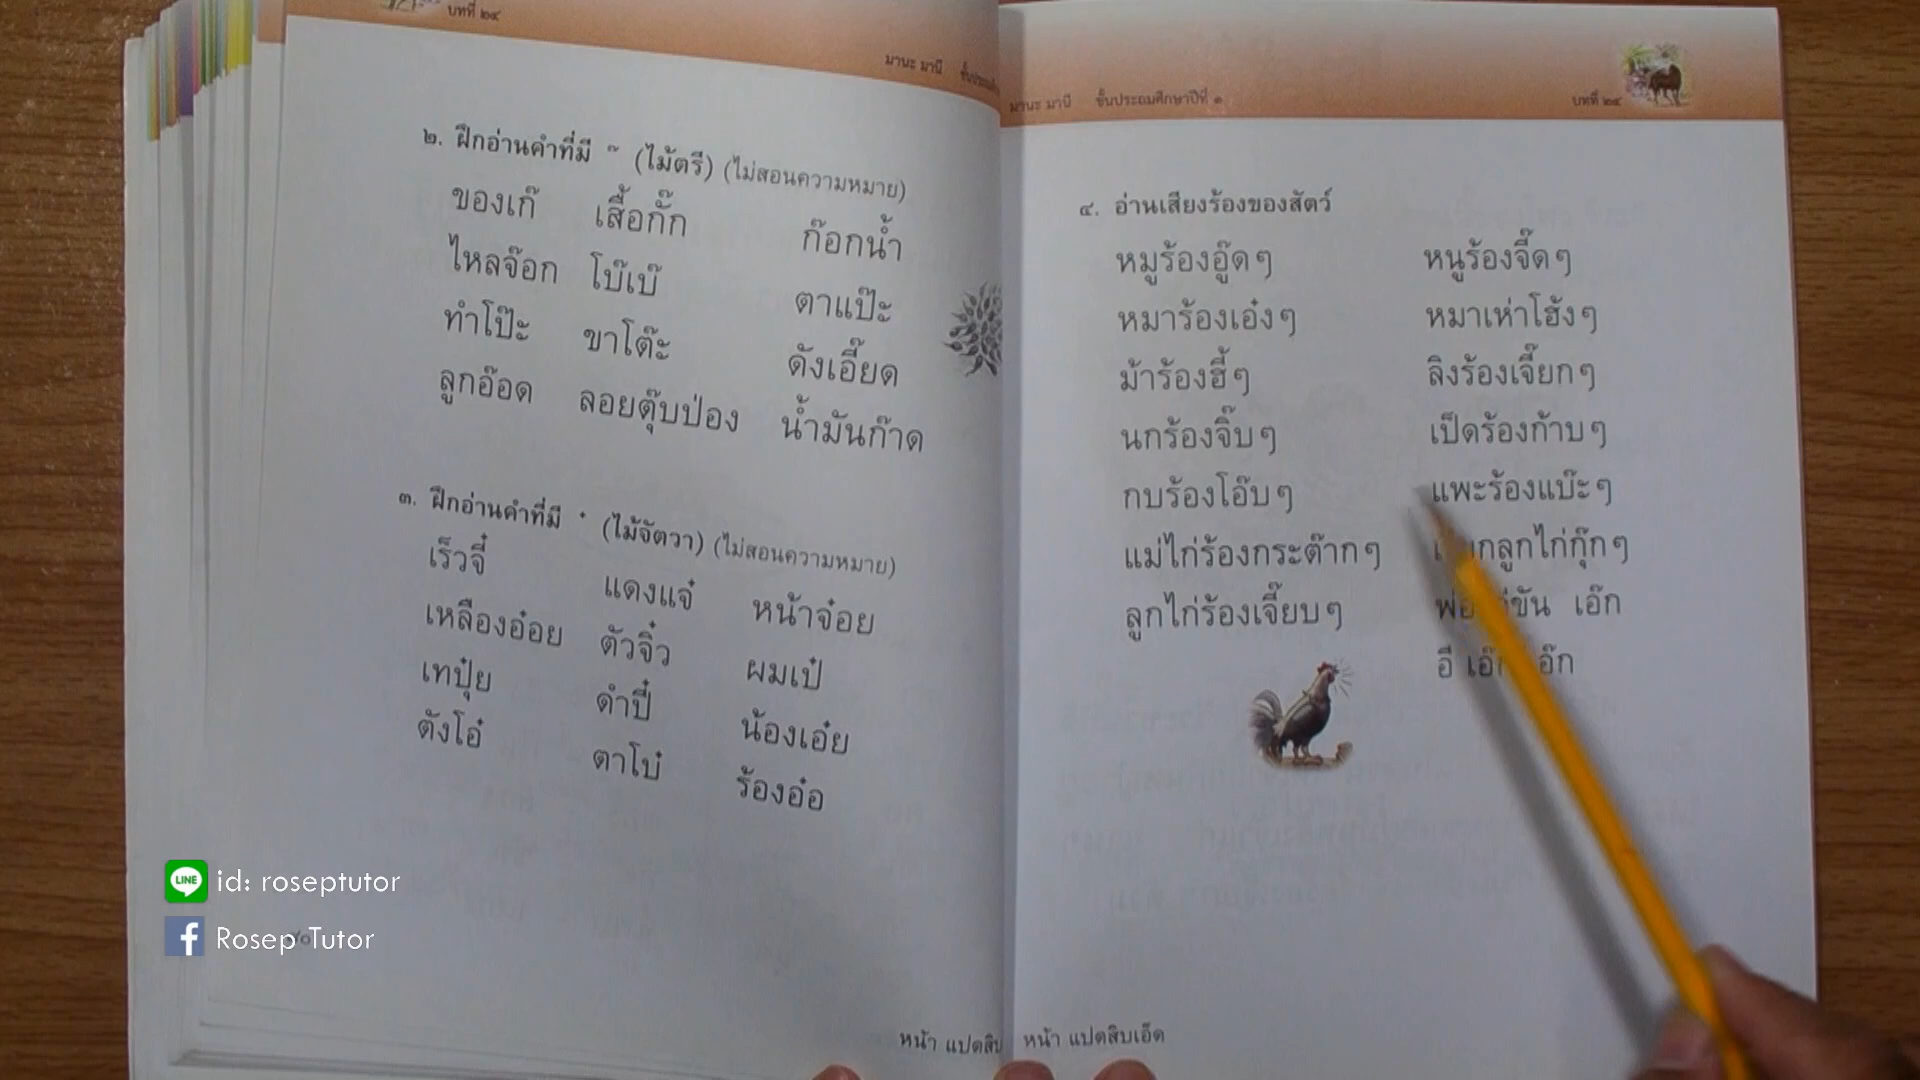 บทที่ ๒๔
มานะ มานี
๒. ฝึกอ่านคำที่มี ๊ (ไม้ตรี) (ไม่สอนความหมาย)
ของเก๊ เสื้อกั๊ก ก๊อกน้ำ
ไหลจ๊อก โบ๊เบ๊ ตาแป๊ะ
ทำโป๊ะ ขาโต๊ะ ดังเอี๊ยด
ลูกอ๊อด ลอยตุ๊บป่อง น้ำมันก๊าด
๓. ฝึกอ่านคำที่มี ๋ (ไม้จัตวา) (ไม่สอนความหมาย)
เร็วจี๋ แดงแจ๋ หน้าจ๋อย
เหลืองอ๋อย ตัวจิ๋ว ผมเป๋
เทปุ๋ย ดำปี๋ น้องเอ๋ย
ตังโอ๋ ตาโบ๋ ร้องอ๋อ
หน้า แปดสิบ
มานะ มานี ชั้นประถมศึกษาปีที่ ๑ บทที่ ๒๔
๔. อ่านเสียงร้องของสัตว์
หมูร้องอู๊ดๆ หนูร้องจี๊ดๆ
หมาร้องเอ๋งๆ หมาเห่าโฮ้งๆ
ม้าร้องฮี้ๆ ลิงร้องเจี๊ยกๆ
นกร้องจิ๊บๆ เป็ดร้องก้าบๆ
กบร้องโอ๊บๆ แพะร้องแบ๊ะๆ
แม่ไก่ร้องกระต๊ากๆ ลูกไก่กุ๊กๆ
ลูกไก่ร้องเจี๊ยบๆ ขัน เอ๊ก
อี
หน้า แปดสิบเอ็ด
LINE id: roseptutor
f Rosep Tutor